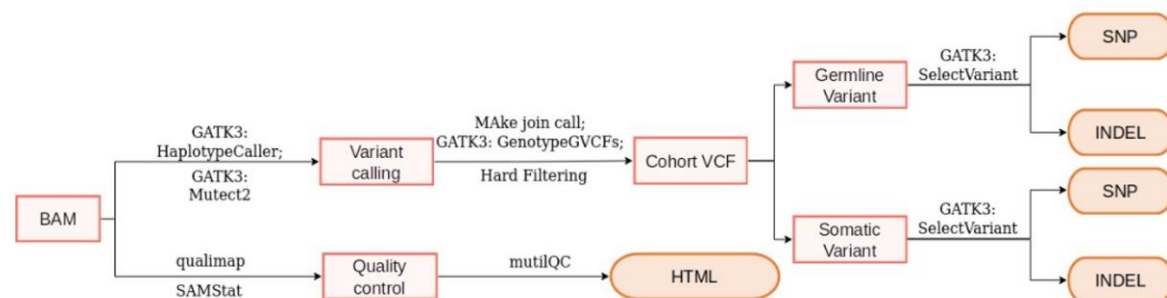 BAM
GATK3:
HaplotypeCaller;
GATK3:
Mutect2
Variant
calling
MAke join call;
GATK3: GenotypeGVCFs;
Hard Filtering
Cohort VCF
Germline
Variant
GATK3:
SelectVariant
SNP
INDEL
Somatic
Variant
GATK3:
SelectVariant
SNP
INDEL
qualimap
SAMStat
Quality
control
mutilQC
HTML